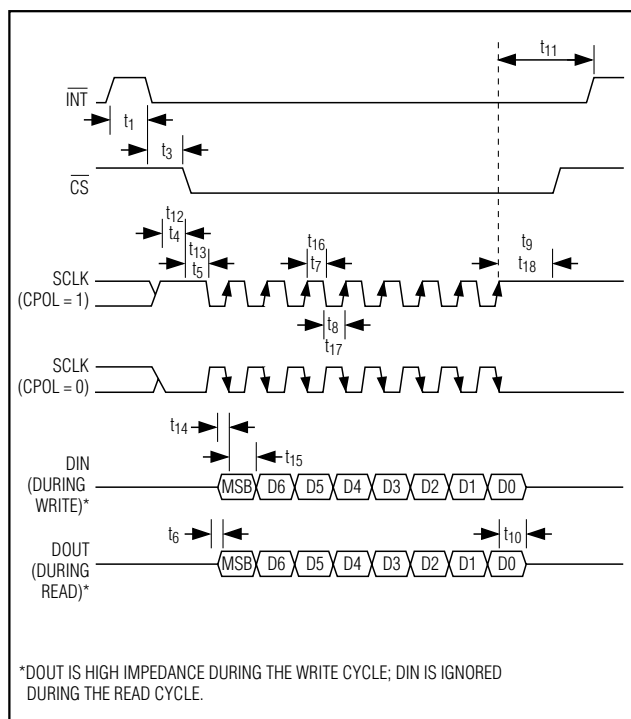 t11
INT
t1
t3
CS
t12
t4
t13
t5
t16
t7
t9
t18
SCLK
(CPOL = 1)
t8
t17
SCLK
(CPOL = 0)
t14
t15
DIN
(DURING
WRITE)*
MSB D6 D5 D4 D3 D2 D1 D0
t6
t10
DOUT
(DURING
READ)*
MSB D6 D5 D4 D3 D2 D1 D0
*DOUT IS HIGH IMPEDANCE DURING THE WRITE CYCLE; DIN IS IGNORED
DURING THE READ CYCLE.